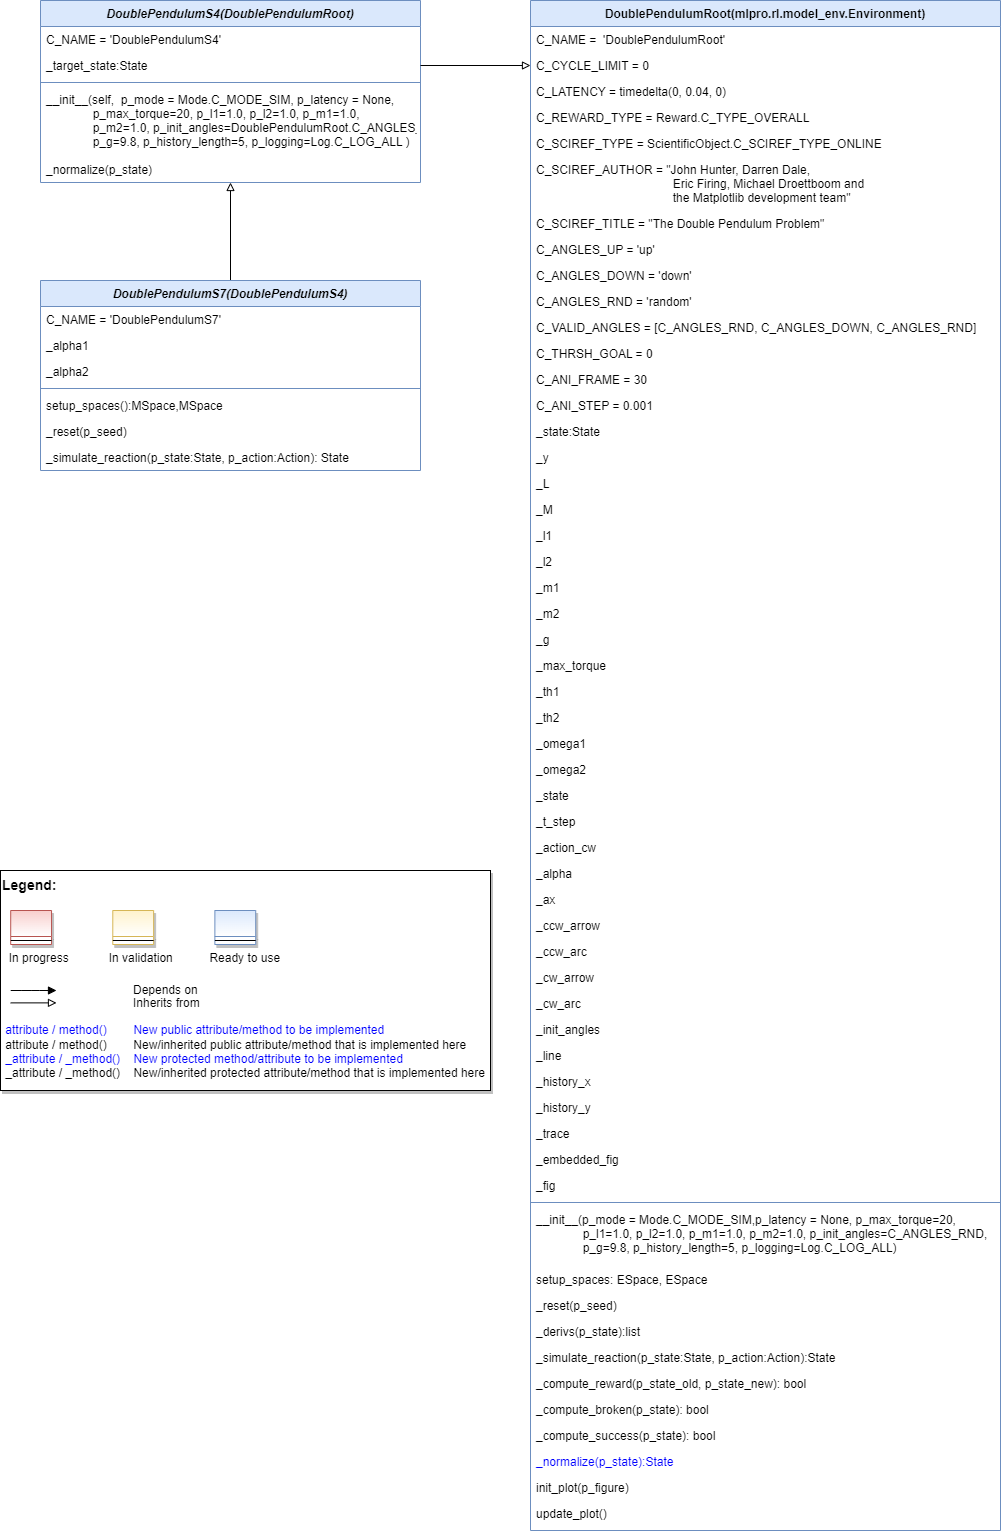 DoublePendulumS4(DoublePendulumRoot)
C_NAME = 'DoublePendulumS4'
_target_state:State
__init__(self,  p_mode = Mode.C_MODE_SIM, p_latency = None,
p_max_torque=20, p_l1=1.0, p_l2=1.0, p_m1=1.0,
p_m2=1.0, p_init_angles=DoublePendulumRoot.C_ANGLES_
p_g=9.8, p_history_length=5, p_logging=Log.C_LOG_ALL )
_normalize(p_state)
DoublePendulumS7(DoublePendulumS4)
C_NAME = 'DoublePendulumS7'
_alpha1
_alpha2
setup_spaces():MSpace,MSpace
_reset(p_seed)
_simulate_reaction(p_state:State, p_action:Action): State
DoublePendulumRoot(mlpro.rl.model_env.Environment)
C_NAME =  'DoublePendulumRoot'
C_CYCLE_LIMIT = 0
C_LATENCY = timedelta(0, 0.04, 0)
C_REWARD_TYPE = Reward.C_TYPE_OVERALL
C_SCIREF_TYPE = ScientificObject.C_SCIREF_TYPE_ONLINE
C_SCIREF_AUTHOR = "John Hunter, Darren Dale,
Eric Firing, Michael Droettboom and
the Matplotlib development team"
C_SCIREF_TITLE = "The Double Pendulum Problem"
C_ANGLES_UP = 'up'
C_ANGLES_DOWN = 'down'
C_ANGLES_RND = 'random'
C_VALID_ANGLES = [C_ANGLES_RND, C_ANGLES_DOWN, C_ANGLES_RND]
C_THRSH_GOAL = 0
C_ANI_FRAME = 30
C_ANI_STEP = 0.001
_state:State
_y
_L
_M
_l1
_l2
_m1
_m2
_g
_max_torque
_th1
_th2
_omega1
_omega2
_state
_t_step
_action_cw
_alpha
_ax
_ccw_arrow
_ccw_arc
_cw_arrow
_cw_arc
_init_angles
_line
_history_x
_history_y
_trace
_embedded_fig
_fig
__init__(p_mode = Mode.C_MODE_SIM,p_latency = None, p_max_torque=20,
p_l1=1.0, p_l2=1.0, p_m1=1.0, p_m2=1.0, p_init_angles=C_ANGLES_RND,
p_g=9.8, p_history_length=5, p_logging=Log.C_LOG_ALL)
setup_spaces: ESpace, ESpace
_reset(p_seed)
_derivs(p_state):list
_simulate_reaction(p_state:State, p_action:Action):State
_compute_reward(p_state_old, p_state_new): bool
_compute_broken(p_state): bool
_compute_success(p_state): bool
_normalize(p_state):State
init_plot(p_figure)
update_plot()
Legend:
In progress In validation Ready to use
Depends on
Inherits from
attribute / method() New public attribute/method to be implemented
attribute / method() New/inherited public attribute/method that is implemented here
_attribute / _method() New protected method/attribute to be implemented
_attribute / _method() New/inherited protected attribute/method that is implemented here